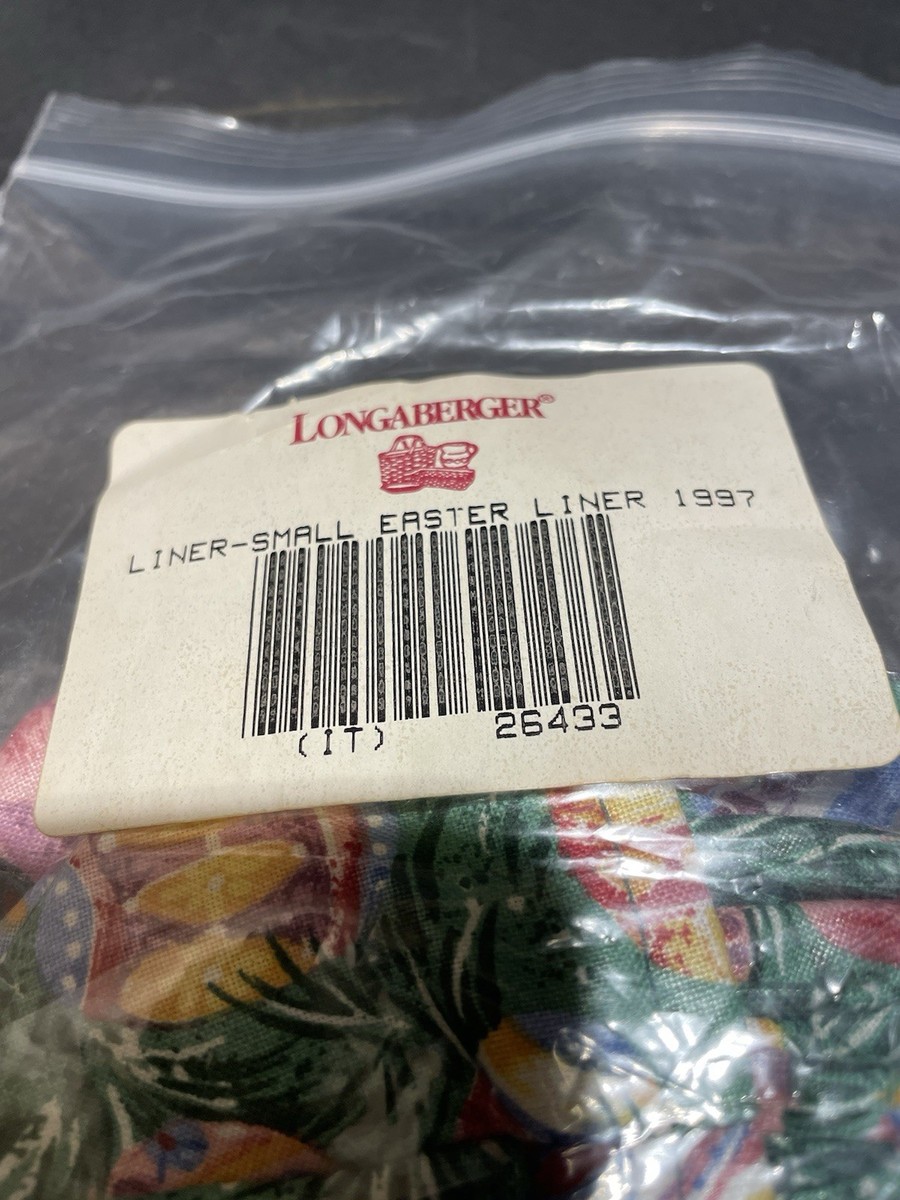 LONGABERGER®
LINER-SMALL EASTER LINER 1997
(IT) 26433